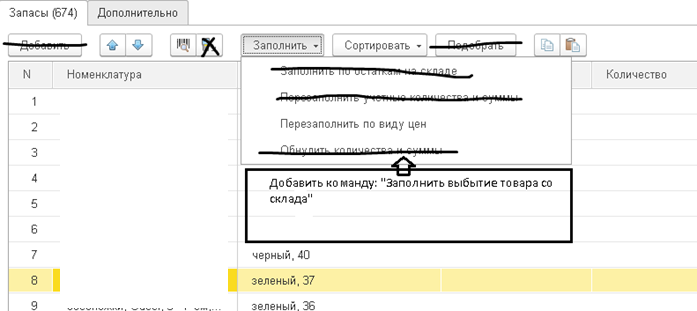 Запасы (674) Дополнительно
Добавить Заполнить Сортировать Подобрать
N Номенклатура Количество
Заполнить по остаткам на складе
1
Перезаполнить учетные количества и суммы
2 Перезаполнить по виду цен
3 Обнулить количества и суммы
4 Добавить команду: "Заполнить выбытие товара со
5 склада"
6
7 черный, 40
8 зеленый, 37
9 зеленый, 36